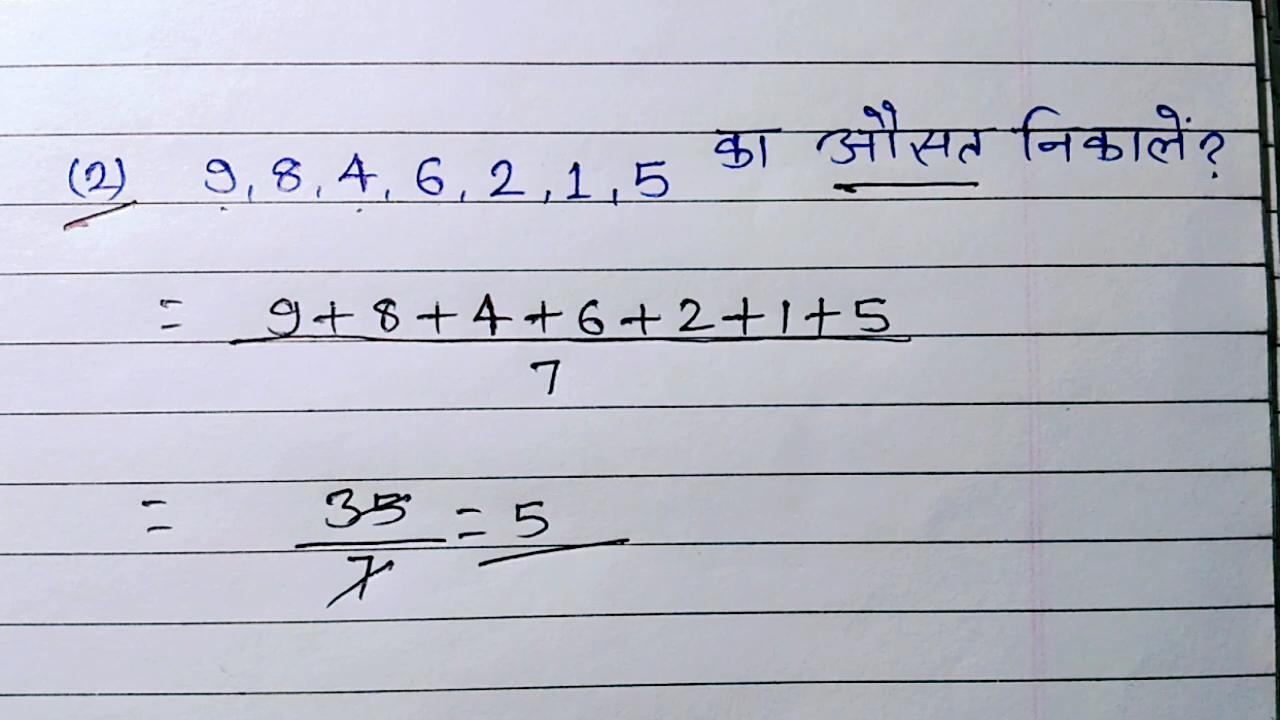 (2) 9, 8, 4, 6, 2, 1, 5 का औसत निकालें?
= 9+8+4+6+2+1+5
7
= 35 = 5
7